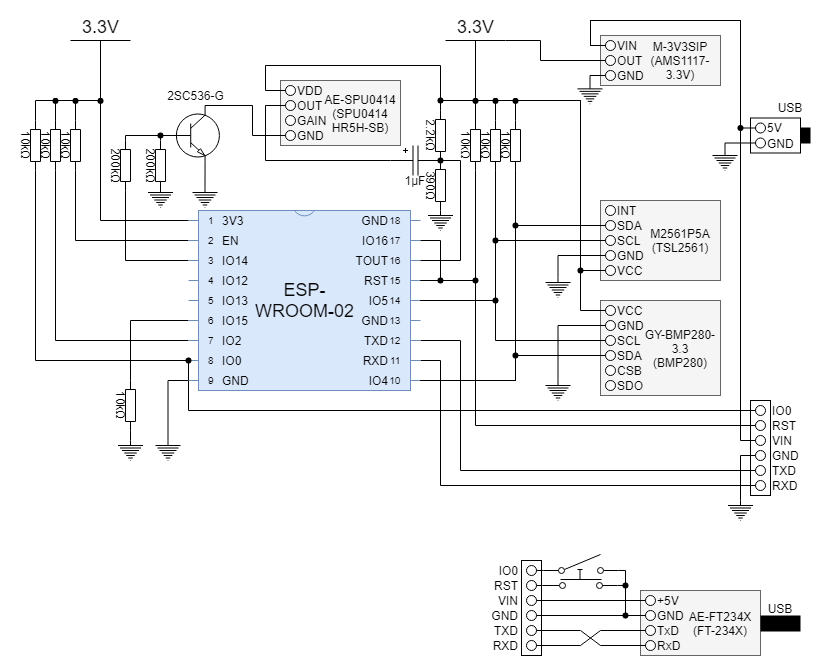 3.3V
3.3V
M-3V3SIP
(AMS1117-
3.3V)
VIN
OUT
GND
USB
5V
GND
2SC536-G
VDD
OUT
GAIN
GND
AE-SPU0414
(SPU0414
HR5H-SB)
10kΩ
10kΩ
10kΩ
200kΩ
200kΩ
+
1μF
2.2kΩ
390Ω
10kΩ
10kΩ
10kΩ
ESP-
WROOM-02
1 3V3
2 EN
3 IO14
4 IO12
5 IO13
6 IO15
7 IO2
8 IO0
9 GND
GND 18
IO16 17
TOUT 16
RST 15
IO5 14
GND 13
TXD 12
RXD 11
IO4 10
INT
SDA
SCL
GND
VCC
M2561P5A
(TSL2561)
VCC
GND
SCL
SDA
CSB
SDO
GY-BMP280-
3.3
(BMP280)
10kΩ
IO0
RST
VIN
GND
TXD
RXD
IO0
RST
VIN
GND
TXD
RXD
+5V
GND
TxD
RxD
AE-FT234X
(FT-234X)
USB